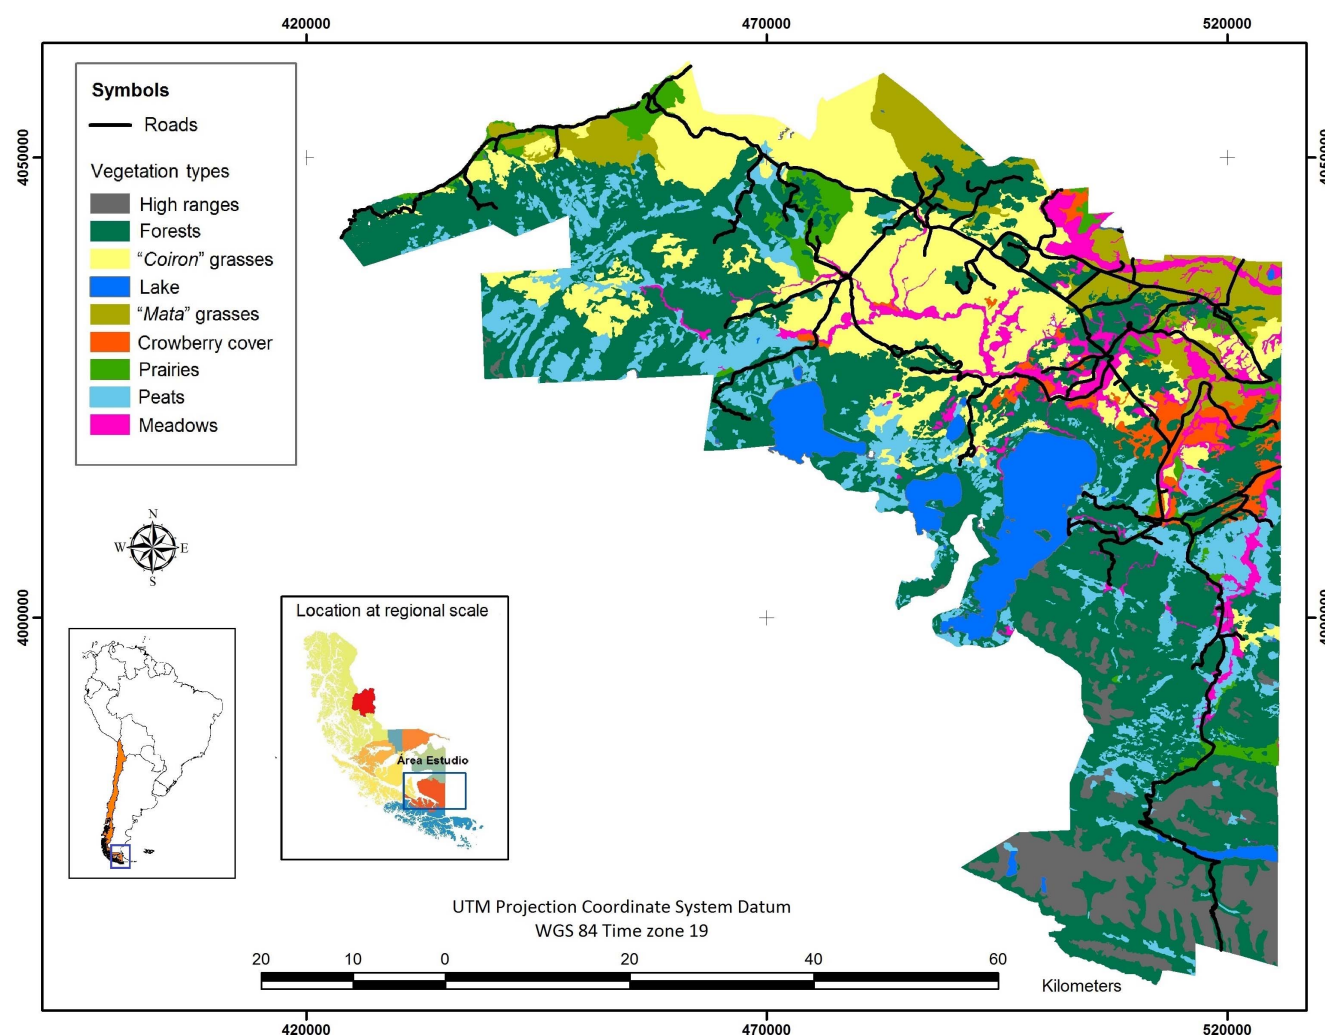 420000
470000
520000
4050000
4050000
Symbols
Roads
Vegetation types
High ranges
Forests
“Coiron” grasses
Lake
“Mata” grasses
Crowberry cover
Prairies
Peats
Meadows
N
W
E
S
4000000
4000000
Location at regional scale
Área Estudio
UTM Projection Coordinate System Datum
WGS 84 Time zone 19
20 10 0 20 40 60
Kilometers
420000
470000
520000